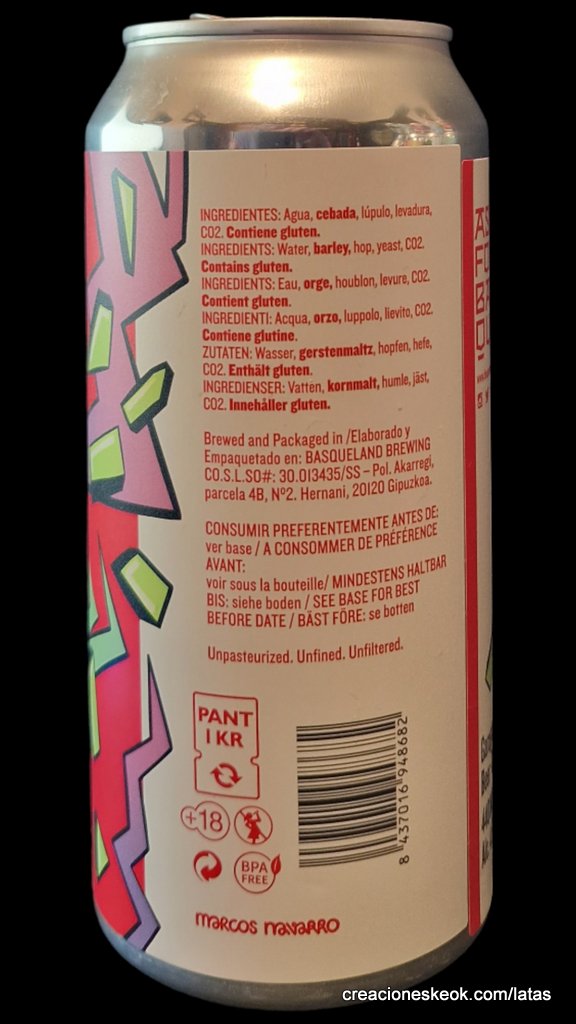 INGREDIENTES: Agua, cebada, lúpulo, levadura,
CO2. Contiene gluten.
INGREDIENTS: Water, barley, hop, yeast, CO2.
Contains gluten.
INGREDIENTS: Eau, orge, houblon, levure, CO2.
Contient gluten.
INGREDIENTI: Acqua, orzo, luppolo, lievito, CO2.
Contiene glutine.
ZUTATEN: Wasser, gerstenmaltz, hopfen, hefe,
CO2. Enthält gluten.
INGREDIENSER: Vatten, kornmalt, humle, jäst,
CO2. Innehåller gluten.
Brewed and Packaged in /Elaborado y
Empaquetado en: BASQUELAND BREWING
CO.S.L.SO#: 30.013435/SS – Pol. Akarregi,
parcela 4B, Nº2. Hernani, 20120 Gipuzkoa.
CONSUMIR PREFERENTEMENTE ANTES DE:
ver base / A CONSOMMER DE PRÉFÉRENCE
AVANT:
voir sous la bouteille/ MINDESTENS HALTBAR
BIS: siehe boden / SEE BASE FOR BEST
BEFORE DATE / BÄST FÖRE: se botten
Unpasteurized. Unfined. Unfiltered.
PANT
1 KR
+18
BPA
FREE
8 437016 948682
marcos navarro
creacioneskeok.com/latas